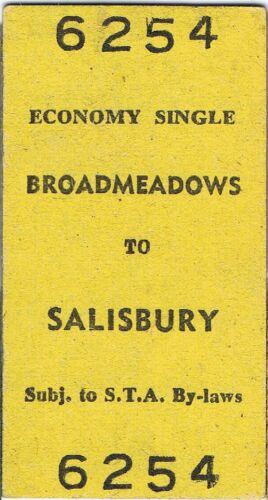 6254
ECONOMY SINGLE
BROADMEADOWS
TO
SALISBURY
Subj. to S.T.A. By-laws
6254